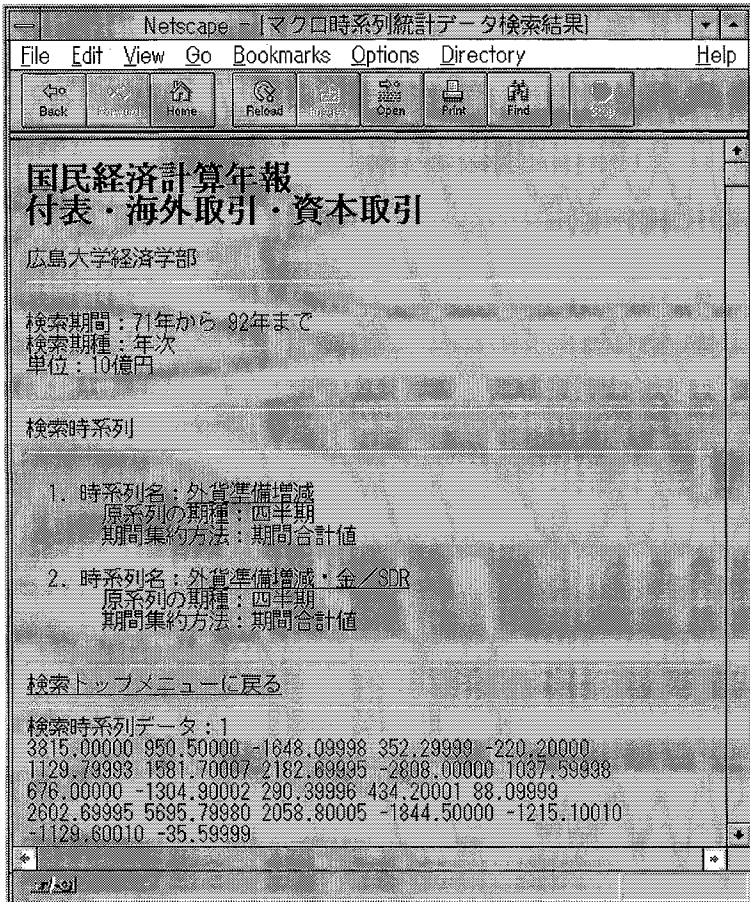 Netscape - [マクロ時系列統計データ検索結果]
File Edit View Go Bookmarks Options Directory Help
Back Forward Home Reload Images Open Print Find Stop
国民経済計算年報
付表・海外取引・資本取引
広島大学経済学部
検索期間：71年から 92年まで
検索期種：年次
単位：10億円
検索時系列
1. 時系列名：外貨準備増減
原系列の期種：四半期
期間集約方法：期間合計値
2. 時系列名：外貨準備増減・金／SDR
原系列の期種：四半期
期間集約方法：期間合計値
検索トップメニューに戻る
検索時系列データ：1
3815.00000 950.50000 -1648.09998 352.29999 -220.20000
1129.79993 1581.70007 2182.69995 -2808.00000 1037.59998
676.00000 -1304.90002 290.39996 434.20001 88.09999
2602.69995 5695.79980 2058.80005 -1844.50000 -1215.10010
-1129.60010 -35.59999